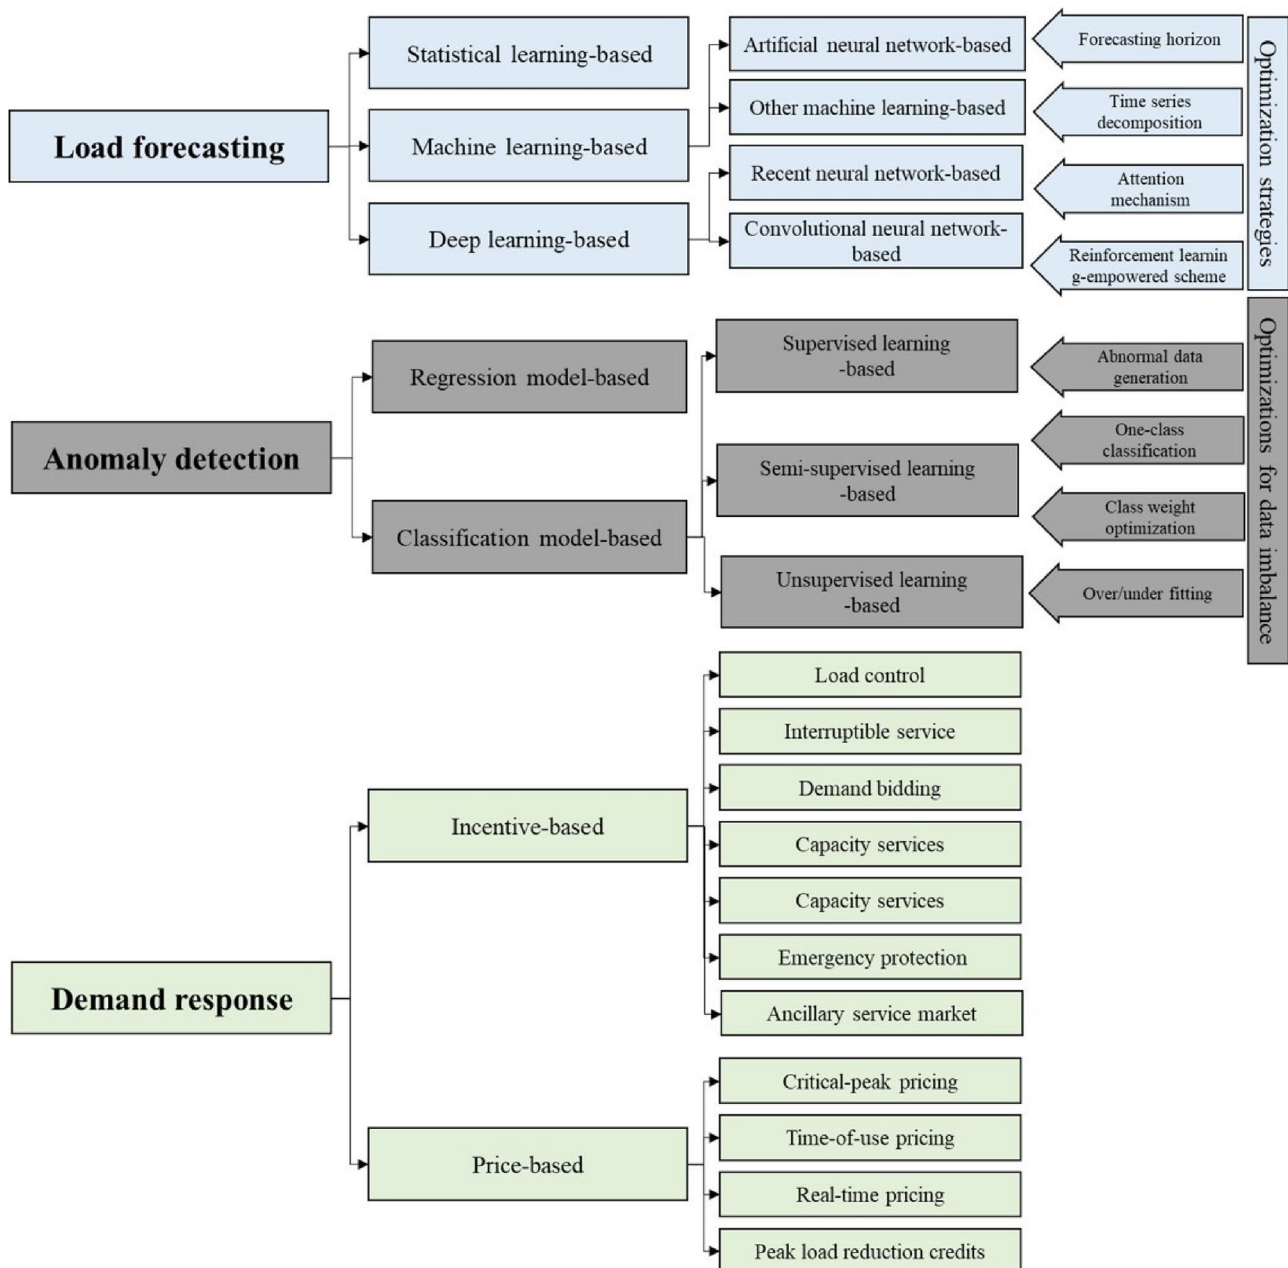 Load forecasting
Statistical learning-based
Machine learning-based
Deep learning-based
Artificial neural network-based
Other machine learning-based
Recent neural network-based
Convolutional neural network-
based
Forecasting horizon
Time series
decomposition
Attention
mechanism
Reinforcement learnin
g-empowered scheme
Optimization strategies
Anomaly detection
Regression model-based
Classification model-based
Supervised learning
-based
Semi-supervised learning
-based
Unsupervised learning
-based
Abnormal data
generation
One-class
classification
Class weight
optimization
Over/under fitting
Optimizations for data imbalance
Demand response
Incentive-based
Load control
Interruptible service
Demand bidding
Capacity services
Capacity services
Emergency protection
Ancillary service market
Price-based
Critical-peak pricing
Time-of-use pricing
Real-time pricing
Peak load reduction credits